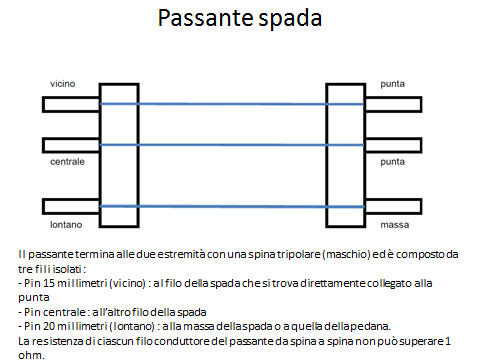 Passante spada
vicino
punta
centrale
punta
lontano
massa
Il passante termina alle due estremità con una spina tripolare (maschio) ed è composto da
tre fili isolati :
- Pin 15 millimetri (vicino) : al filo della spada che si trova direttamente collegato alla
punta
- Pin centrale : all'altro filo della spada
- Pin 20 millimetri (lontano) : alla massa della spada o a quella della pedana.
La resistenza di ciascun filo conduttore del passante da spina a spina non può superare 1
ohm.